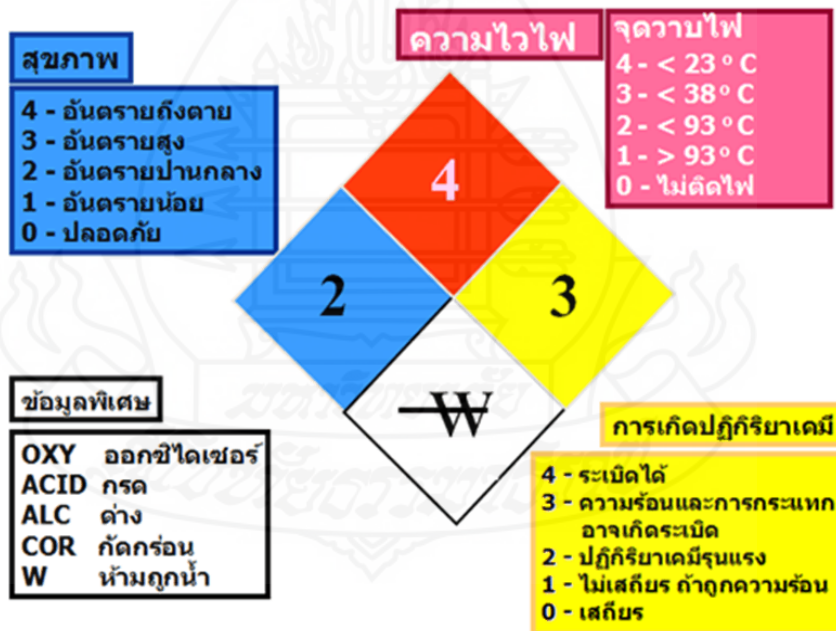 สุขภาพ
4 - อันตรายถึงตาย
3 - อันตรายสูง
2 - อันตรายปานกลาง
1 - อันตรายน้อย
0 - ปลอดภัย
ความไวไฟ
จุดวาบไฟ
4 - < 23 ° C
3 - < 38 ° C
2 - < 93 ° C
1 - > 93 ° C
0 - ไม่ติดไฟ
4
2
3
W
ข้อมูลพิเศษ
OXY ออกซิไดเซอร์
ACID กรด
ALC ด่าง
COR กัดกร่อน
W ห้ามถูกน้ำ
การเกิดปฏิกิริยาเคมี
4 - ระเบิดได้
3 - ความร้อนและการกระแทก
อาจเกิดระเบิด
2 - ปฏิกิริยาเคมีรุนแรง
1 - ไม่เสถียร ถ้าถูกความร้อน
0 - เสถียร